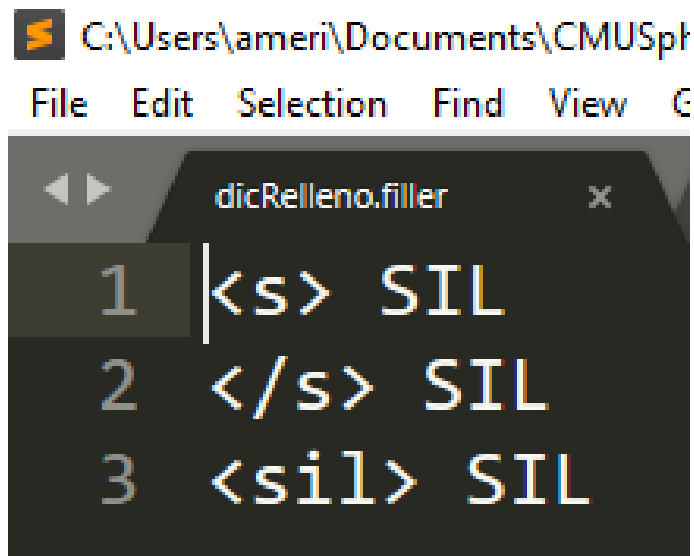 C:\Users\ameri\Documents\CMUSph
File Edit Selection Find View G
dicRelleno.filler ×
1 <s> SIL
2 </s> SIL
3 <sil> SIL